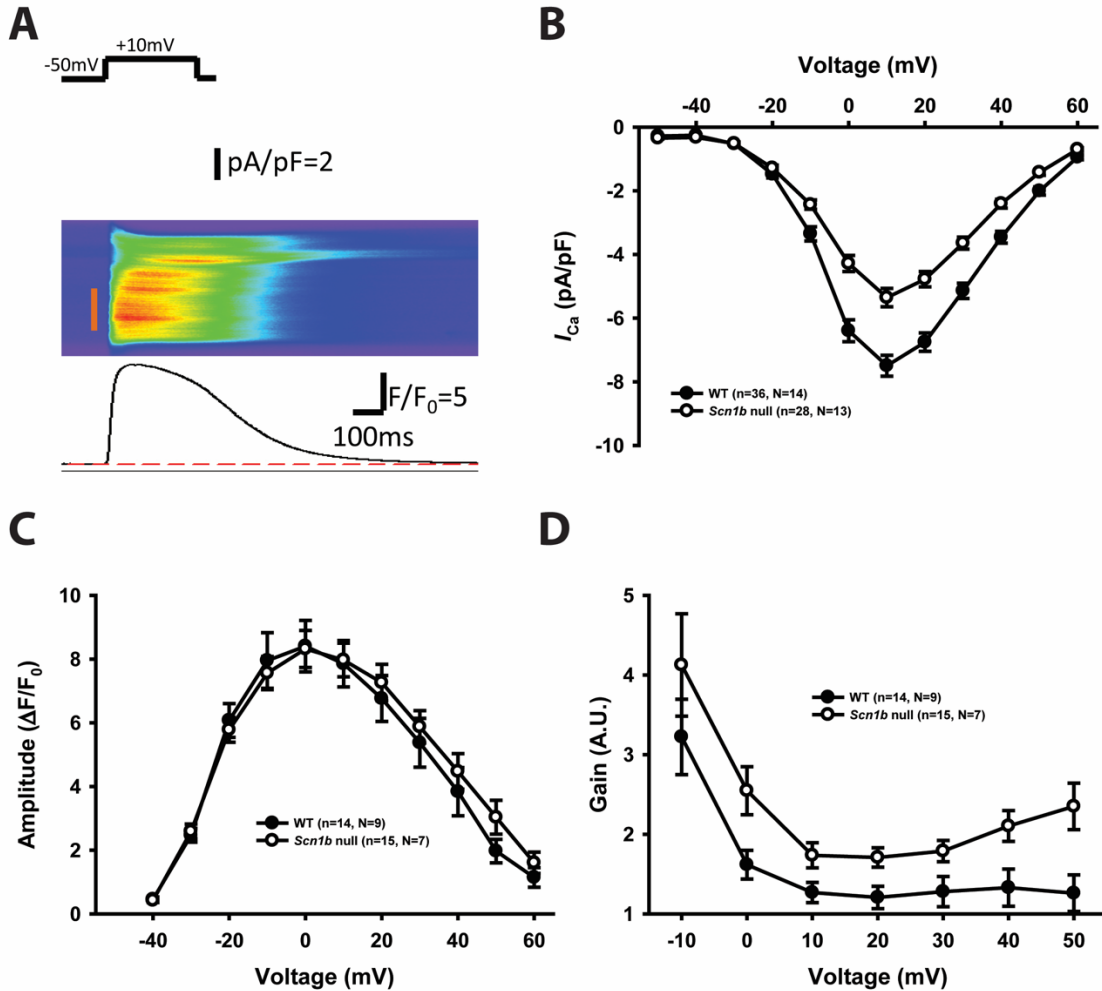 A
-50mV
+10mV
pA/pF=2
F/F0=5
100ms
B
Voltage (mV)
-40 -20 0 20 40 60
0
-2
-4
-6
-8
-10
ICa (pA/pF)
WT (n=36, N=14)
Scn1b null (n=28, N=13)
C
10
8
6
4
2
0
Amplitude (ΔF/F0)
WT (n=14, N=9)
Scn1b null (n=15, N=7)
-40 -20 0 20 40 60
Voltage (mV)
D
5
4
3
2
1
Gain (A.U.)
WT (n=14, N=9)
Scn1b null (n=15, N=7)
-10 0 10 20 30 40 50
Voltage (mV)